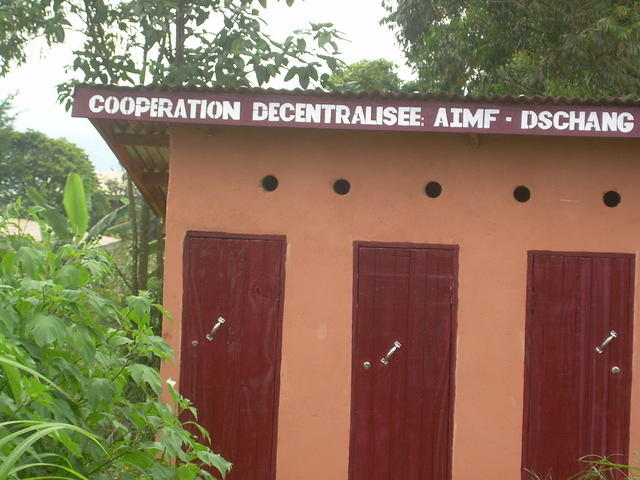 COOPERATION DECENTRALISEE: AIMF - DSCHANG